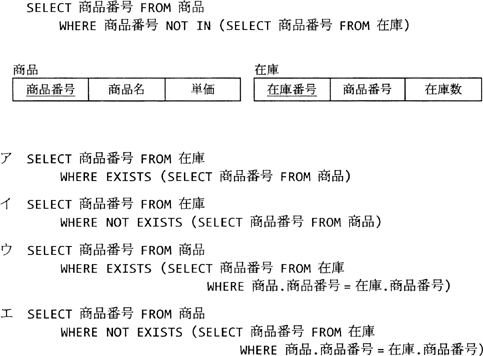 SELECT 商品番号 FROM 商品
WHERE 商品番号 NOT IN (SELECT 商品番号 FROM 在庫)
商品 在庫
商品番号 商品名 単価 在庫番号 商品番号 在庫数
ア SELECT 商品番号 FROM 在庫
WHERE EXISTS (SELECT 商品番号 FROM 商品)
イ SELECT 商品番号 FROM 在庫
WHERE NOT EXISTS (SELECT 商品番号 FROM 商品)
ウ SELECT 商品番号 FROM 商品
WHERE EXISTS (SELECT 商品番号 FROM 在庫
WHERE 商品.商品番号 = 在庫.商品番号)
エ SELECT 商品番号 FROM 商品
WHERE NOT EXISTS (SELECT 商品番号 FROM 在庫
WHERE 商品.商品番号 = 在庫.商品番号)